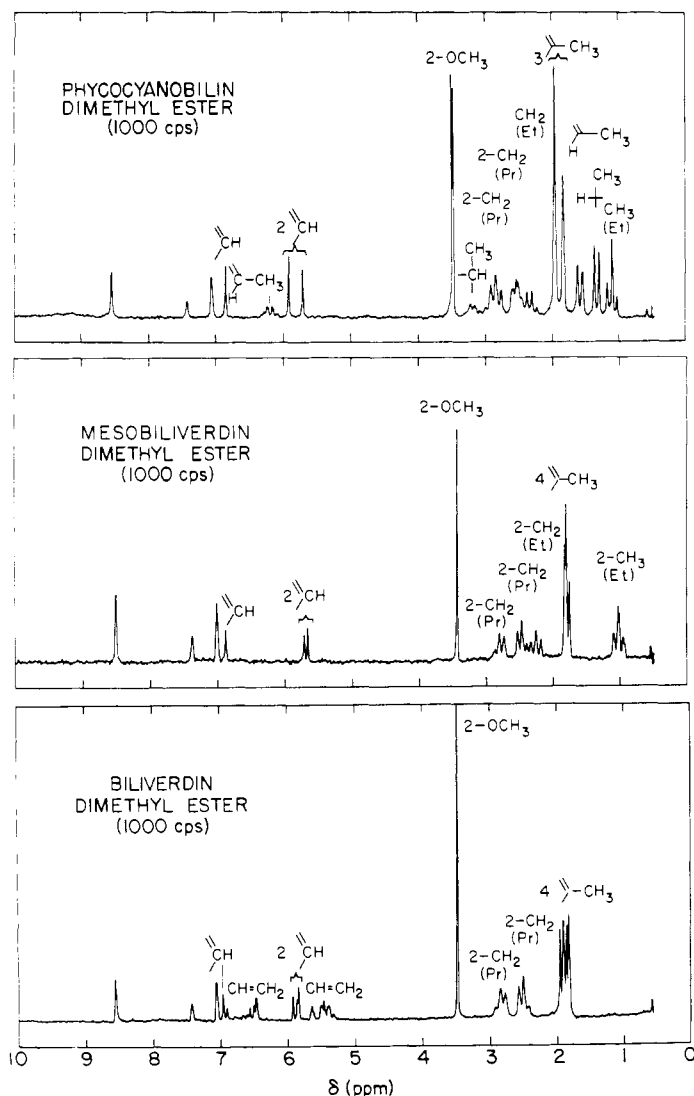 PHYCOCYANOBILIN
DIMETHYL ESTER
(1000 cps)
2-OCH3
3 CH3
CH2
(Et)
2-CH2
(Pr)
2-CH2
(Pr)
H CH3
CH3
H
CH3
(Et)
CH3
-CH
CH
CH3
H
2 CH
MESOBILIVERDIN
DIMETHYL ESTER
(1000 cps)
2-OCH3
4 CH3
2-CH2
(Et)
2-CH2
(Pr)
2-CH2
(Pr)
2-CH3
(Et)
CH
2 CH
BILIVERDIN
DIMETHYL ESTER
(1000 cps)
2-OCH3
4 -CH3
2-CH2
(Pr)
2-CH2
(Pr)
CH
CH=CH2
2 CH
CH=CH2
10 9 8 7 6 5 4 3 2 1 0
δ (ppm)